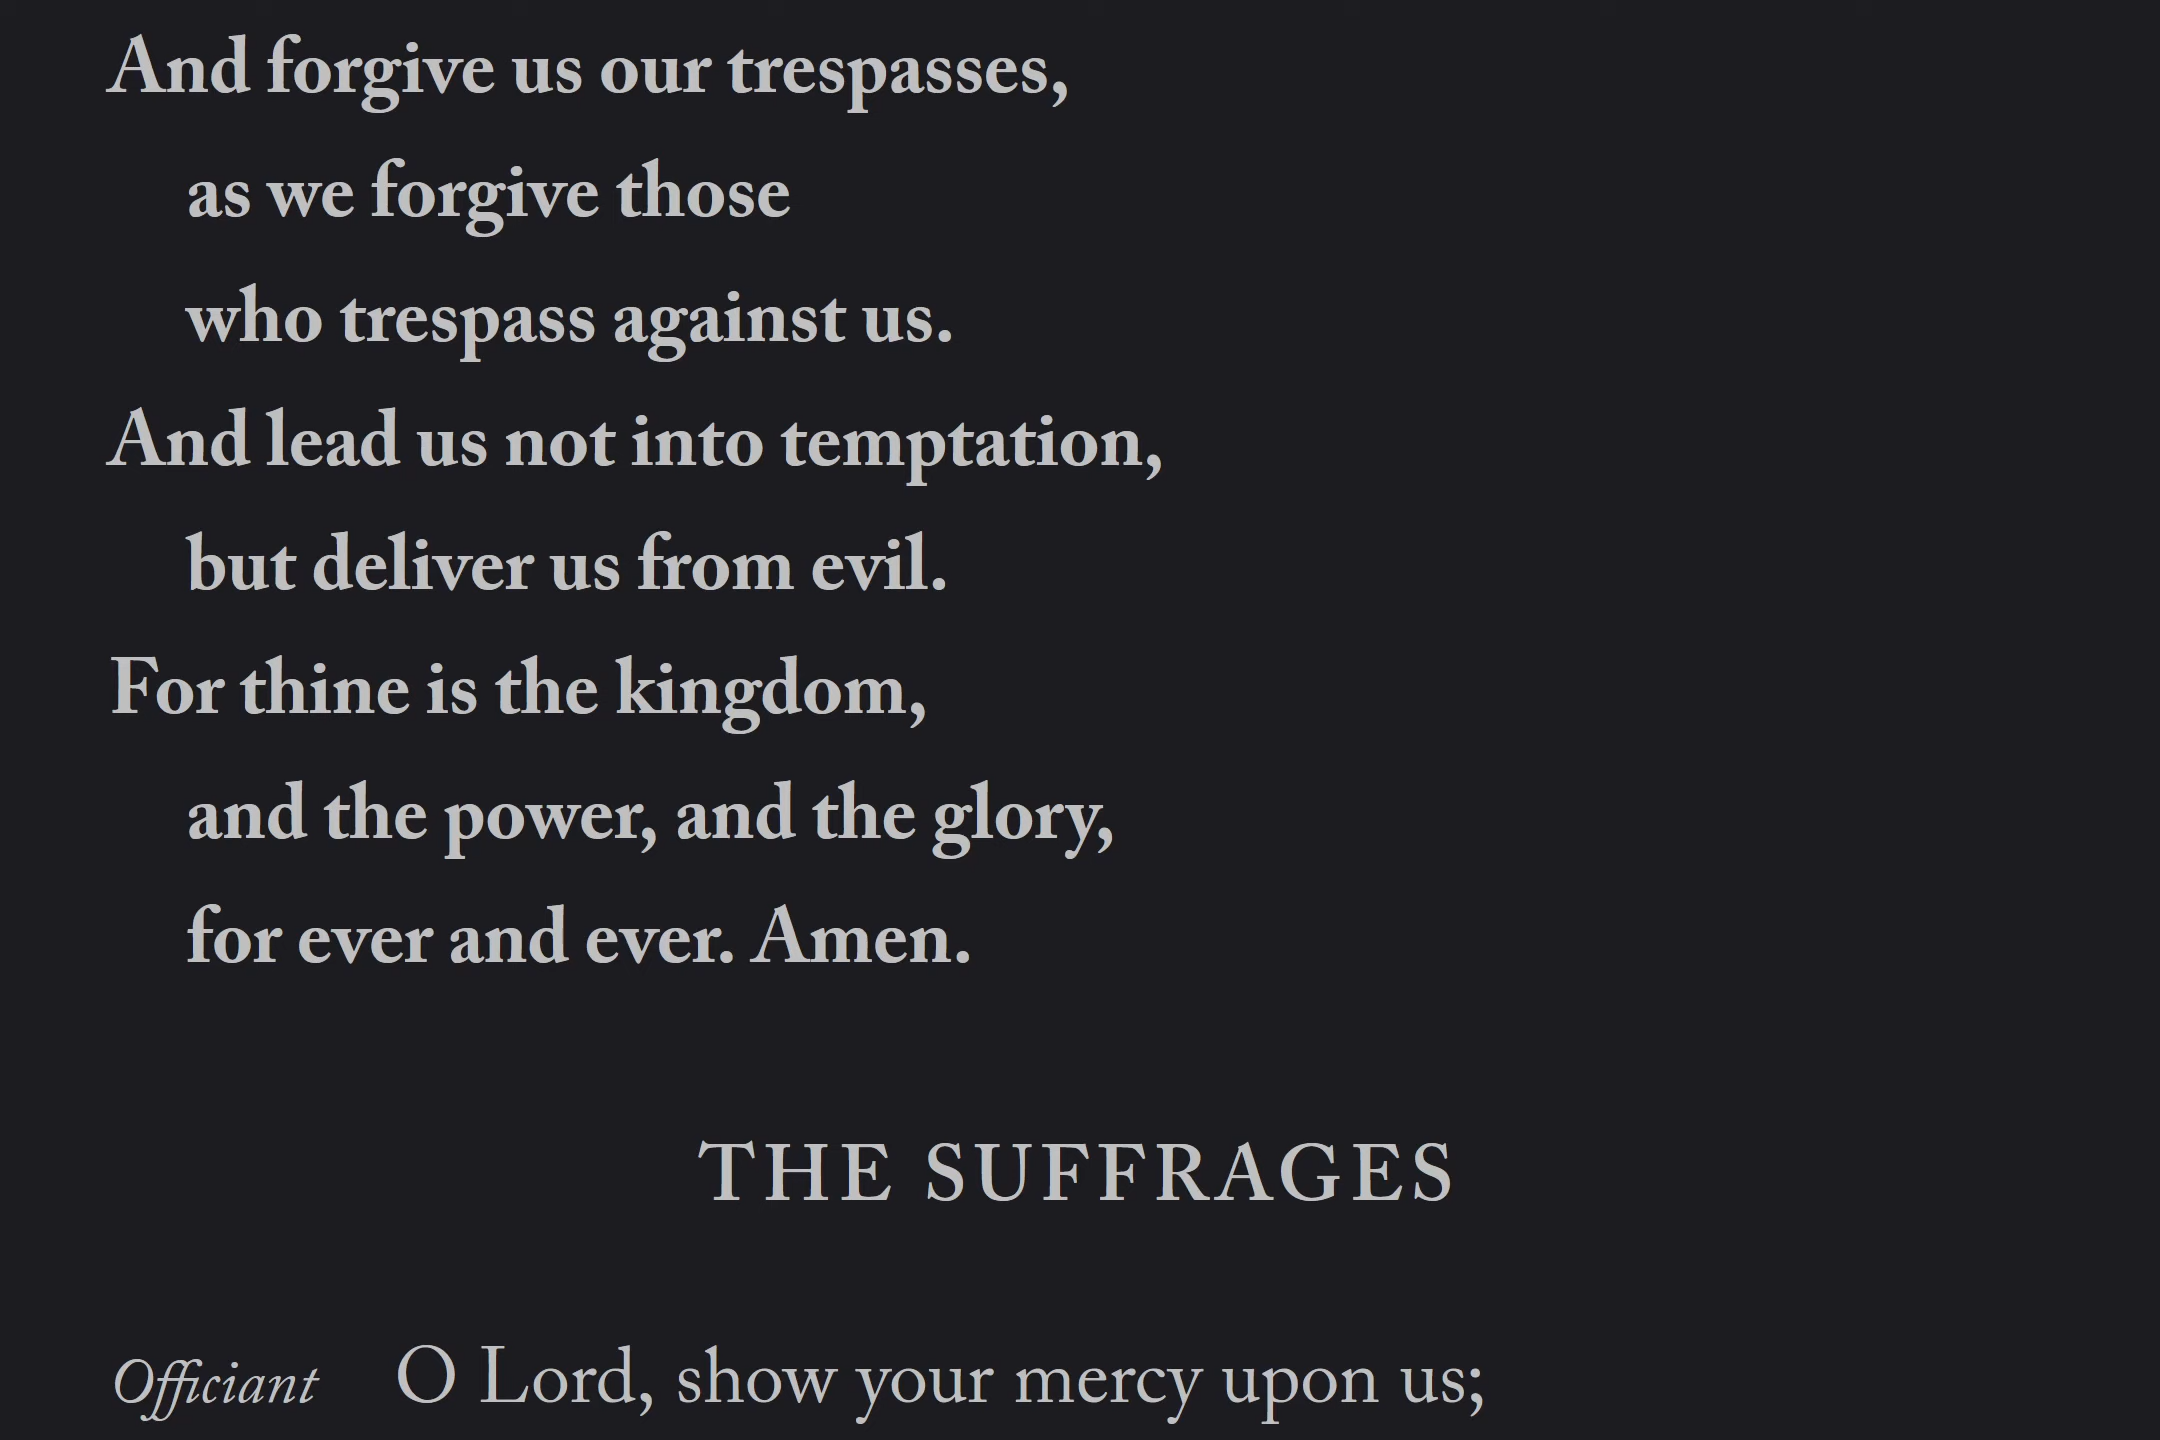 And forgive us our trespasses,
as we forgive those
who trespass against us.
And lead us not into temptation,
but deliver us from evil.
For thine is the kingdom,
and the power, and the glory,
for ever and ever. Amen.
THE SUFFRAGES
Officiant O Lord, show your mercy upon us;